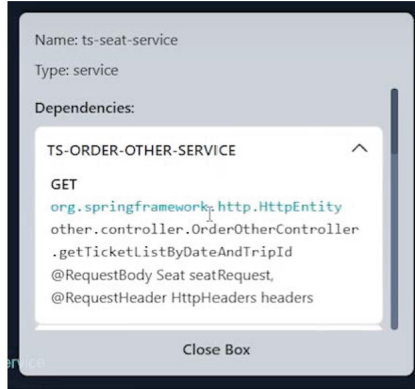 Name: ts-seat-service
Type: service
Dependencies:
TS-ORDER-OTHER-SERVICE
GET
org.springframework.http.HttpEntity
other.controller.OrderOtherController
.getTicketListByDateAndTripId
@RequestBody Seat seatRequest,
@RequestHeader HttpHeaders headers
Close Box